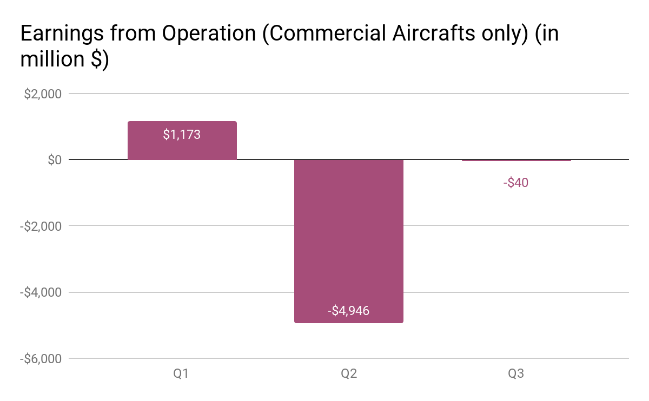 Earnings from Operation (Commercial Aircrafts only) (in
million $)
$2,000
$1,173
$0
-$40
-$2,000
-$4,000
-$4,946
-$6,000
Q1 Q2 Q3